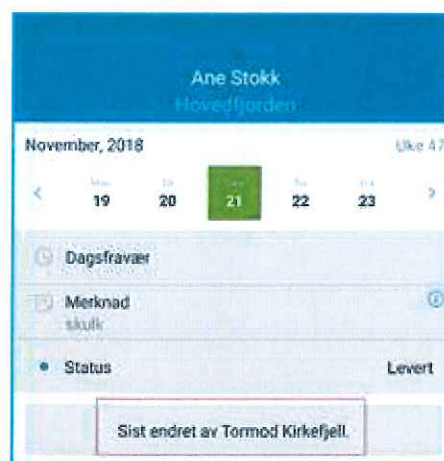 Ane Stokk
Hovedfjorden
November, 2018 Uke 47
< 19 20 21 22 23 >
Dagsfravær
Merknad
skulk
Status Levert
Sist endret av Tormod Kirkefjell.